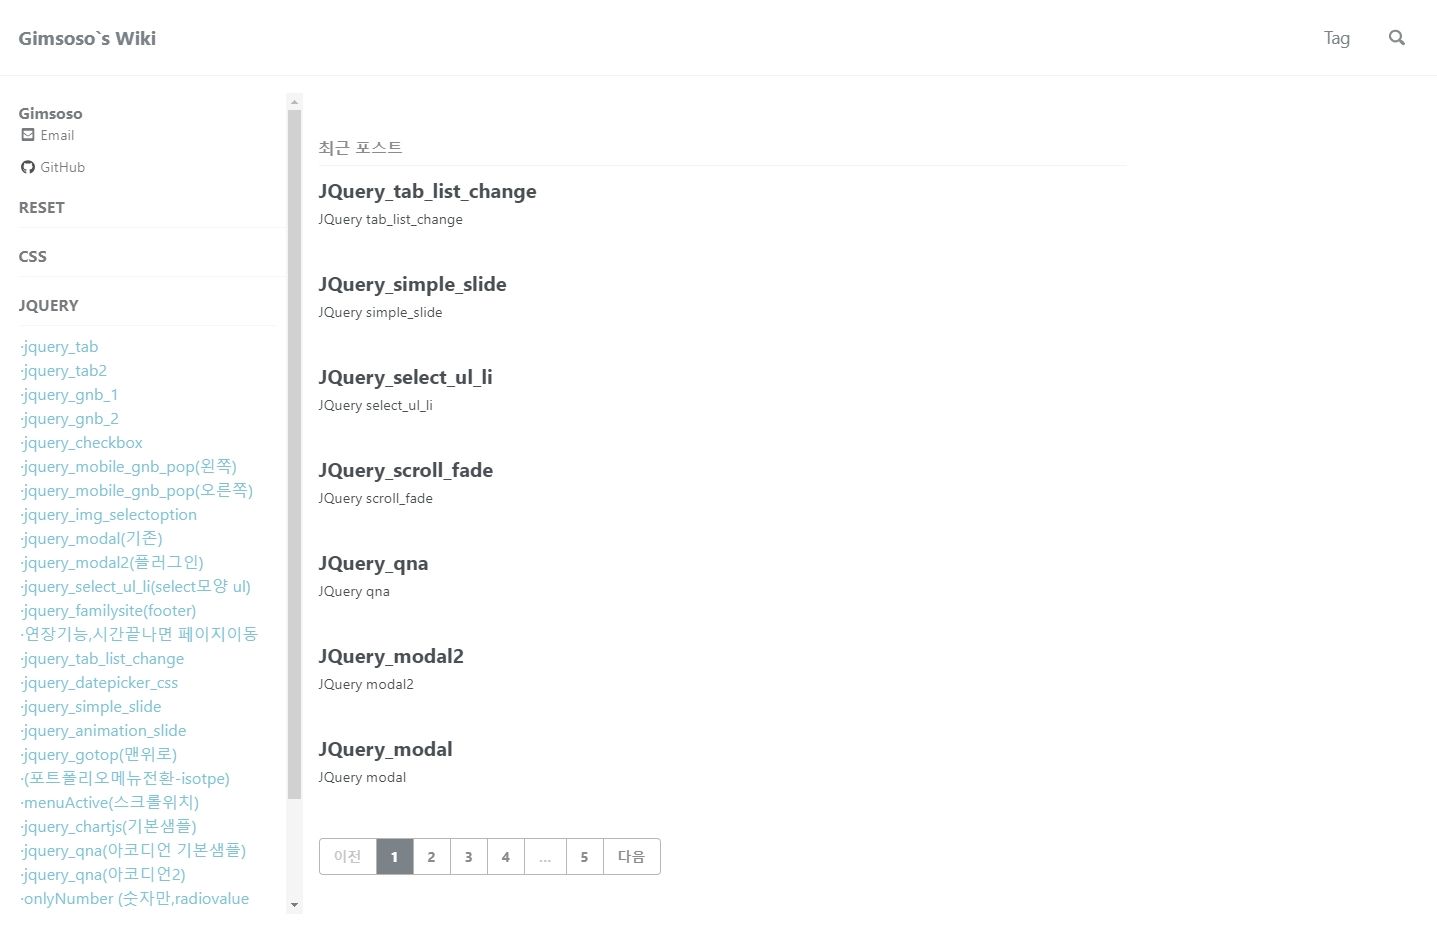 Gimsoso`s Wiki
Tag
Gimsoso
Email
GitHub
RESET
CSS
JQUERY
·jquery_tab
·jquery_tab2
·jquery_gnb_1
·jquery_gnb_2
·jquery_checkbox
·jquery_mobile_gnb_pop(왼쪽)
·jquery_mobile_gnb_pop(오른쪽)
·jquery_img_selectoption
·jquery_modal(기존)
·jquery_modal2(플러그인)
·jquery_select_ul_li(select모양 ul)
·jquery_familysite(footer)
·연장기능,시간끝나면 페이지이동
·jquery_tab_list_change
·jquery_datepicker_css
·jquery_simple_slide
·jquery_animation_slide
·jquery_gotop(맨위로)
·(포트폴리오메뉴전환-isotpe)
·menuActive(스크롤위치)
·jquery_chartjs(기본샘플)
·jquery_qna(아코디언 기본샘플)
·jquery_qna(아코디언2)
·onlyNumber (숫자만,radiovalue
최근 포스트
JQuery_tab_list_change
JQuery tab_list_change
JQuery_simple_slide
JQuery simple_slide
JQuery_select_ul_li
JQuery select_ul_li
JQuery_scroll_fade
JQuery scroll_fade
JQuery_qna
JQuery qna
JQuery_modal2
JQuery modal2
JQuery_modal
JQuery modal
이전 1 2 3 4 … 5 다음